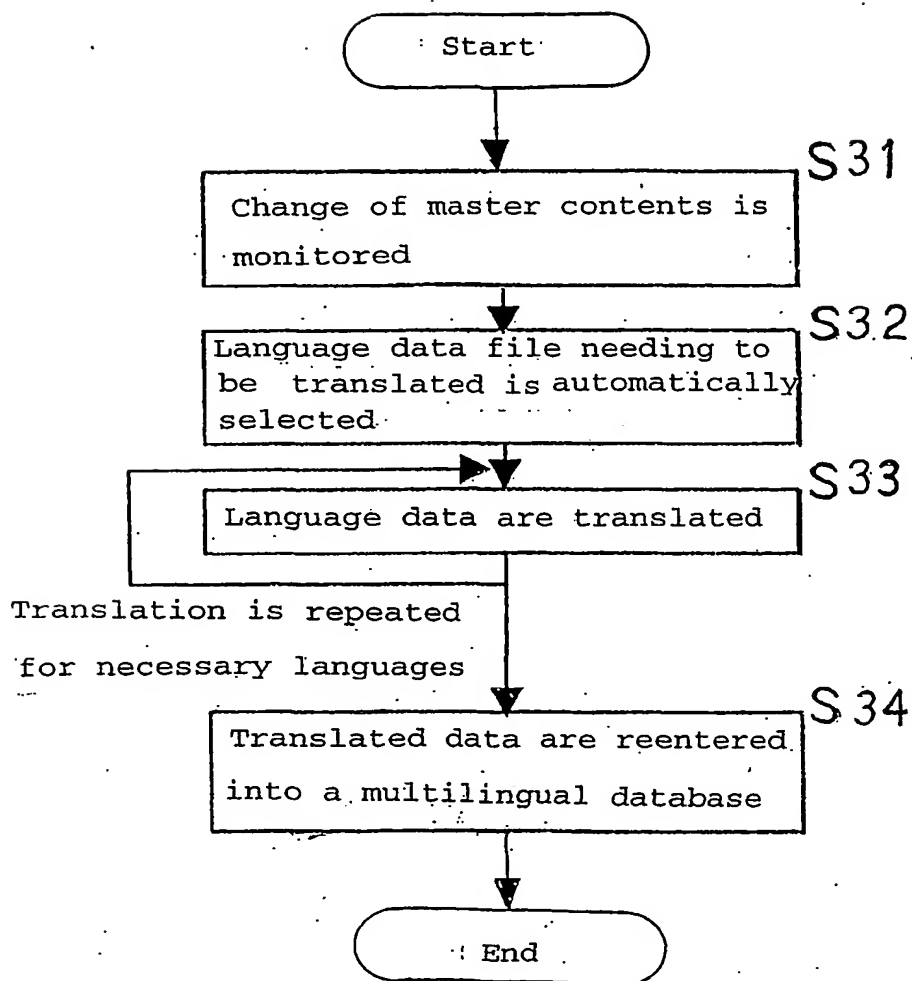 Start
S31
Change of master contents is
monitored
S32
Language data file needing to
be translated is automatically
selected
S33
Language data are translated
Translation is repeated
for necessary languages
S34
Translated data are reentered
into a multilingual database
End